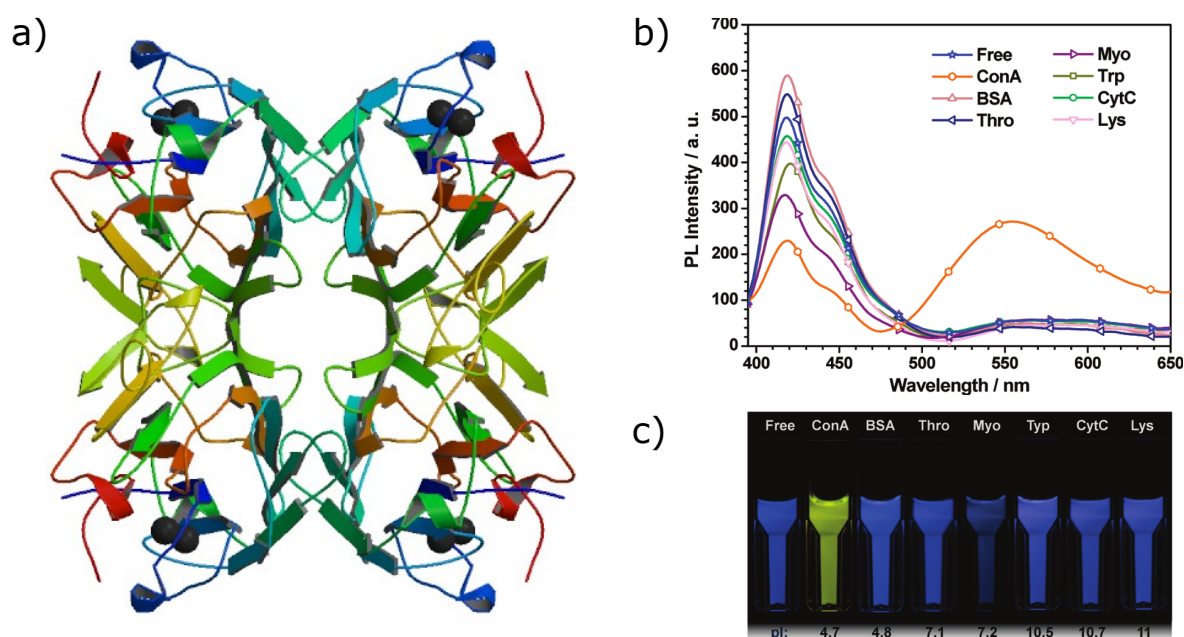 a)
b)
PL Intensity / a. u.
700
600
500
400
300
200
100
0
Free
ConA
BSA
Thro
Myo
Trp
CytC
Lys
400
450
500
550
600
650
Wavelength / nm
c)
Free ConA BSA Thro Myo Typ CytC Lys
pI: 4.7 4.8 7.1 7.2 10.5 10.7 11